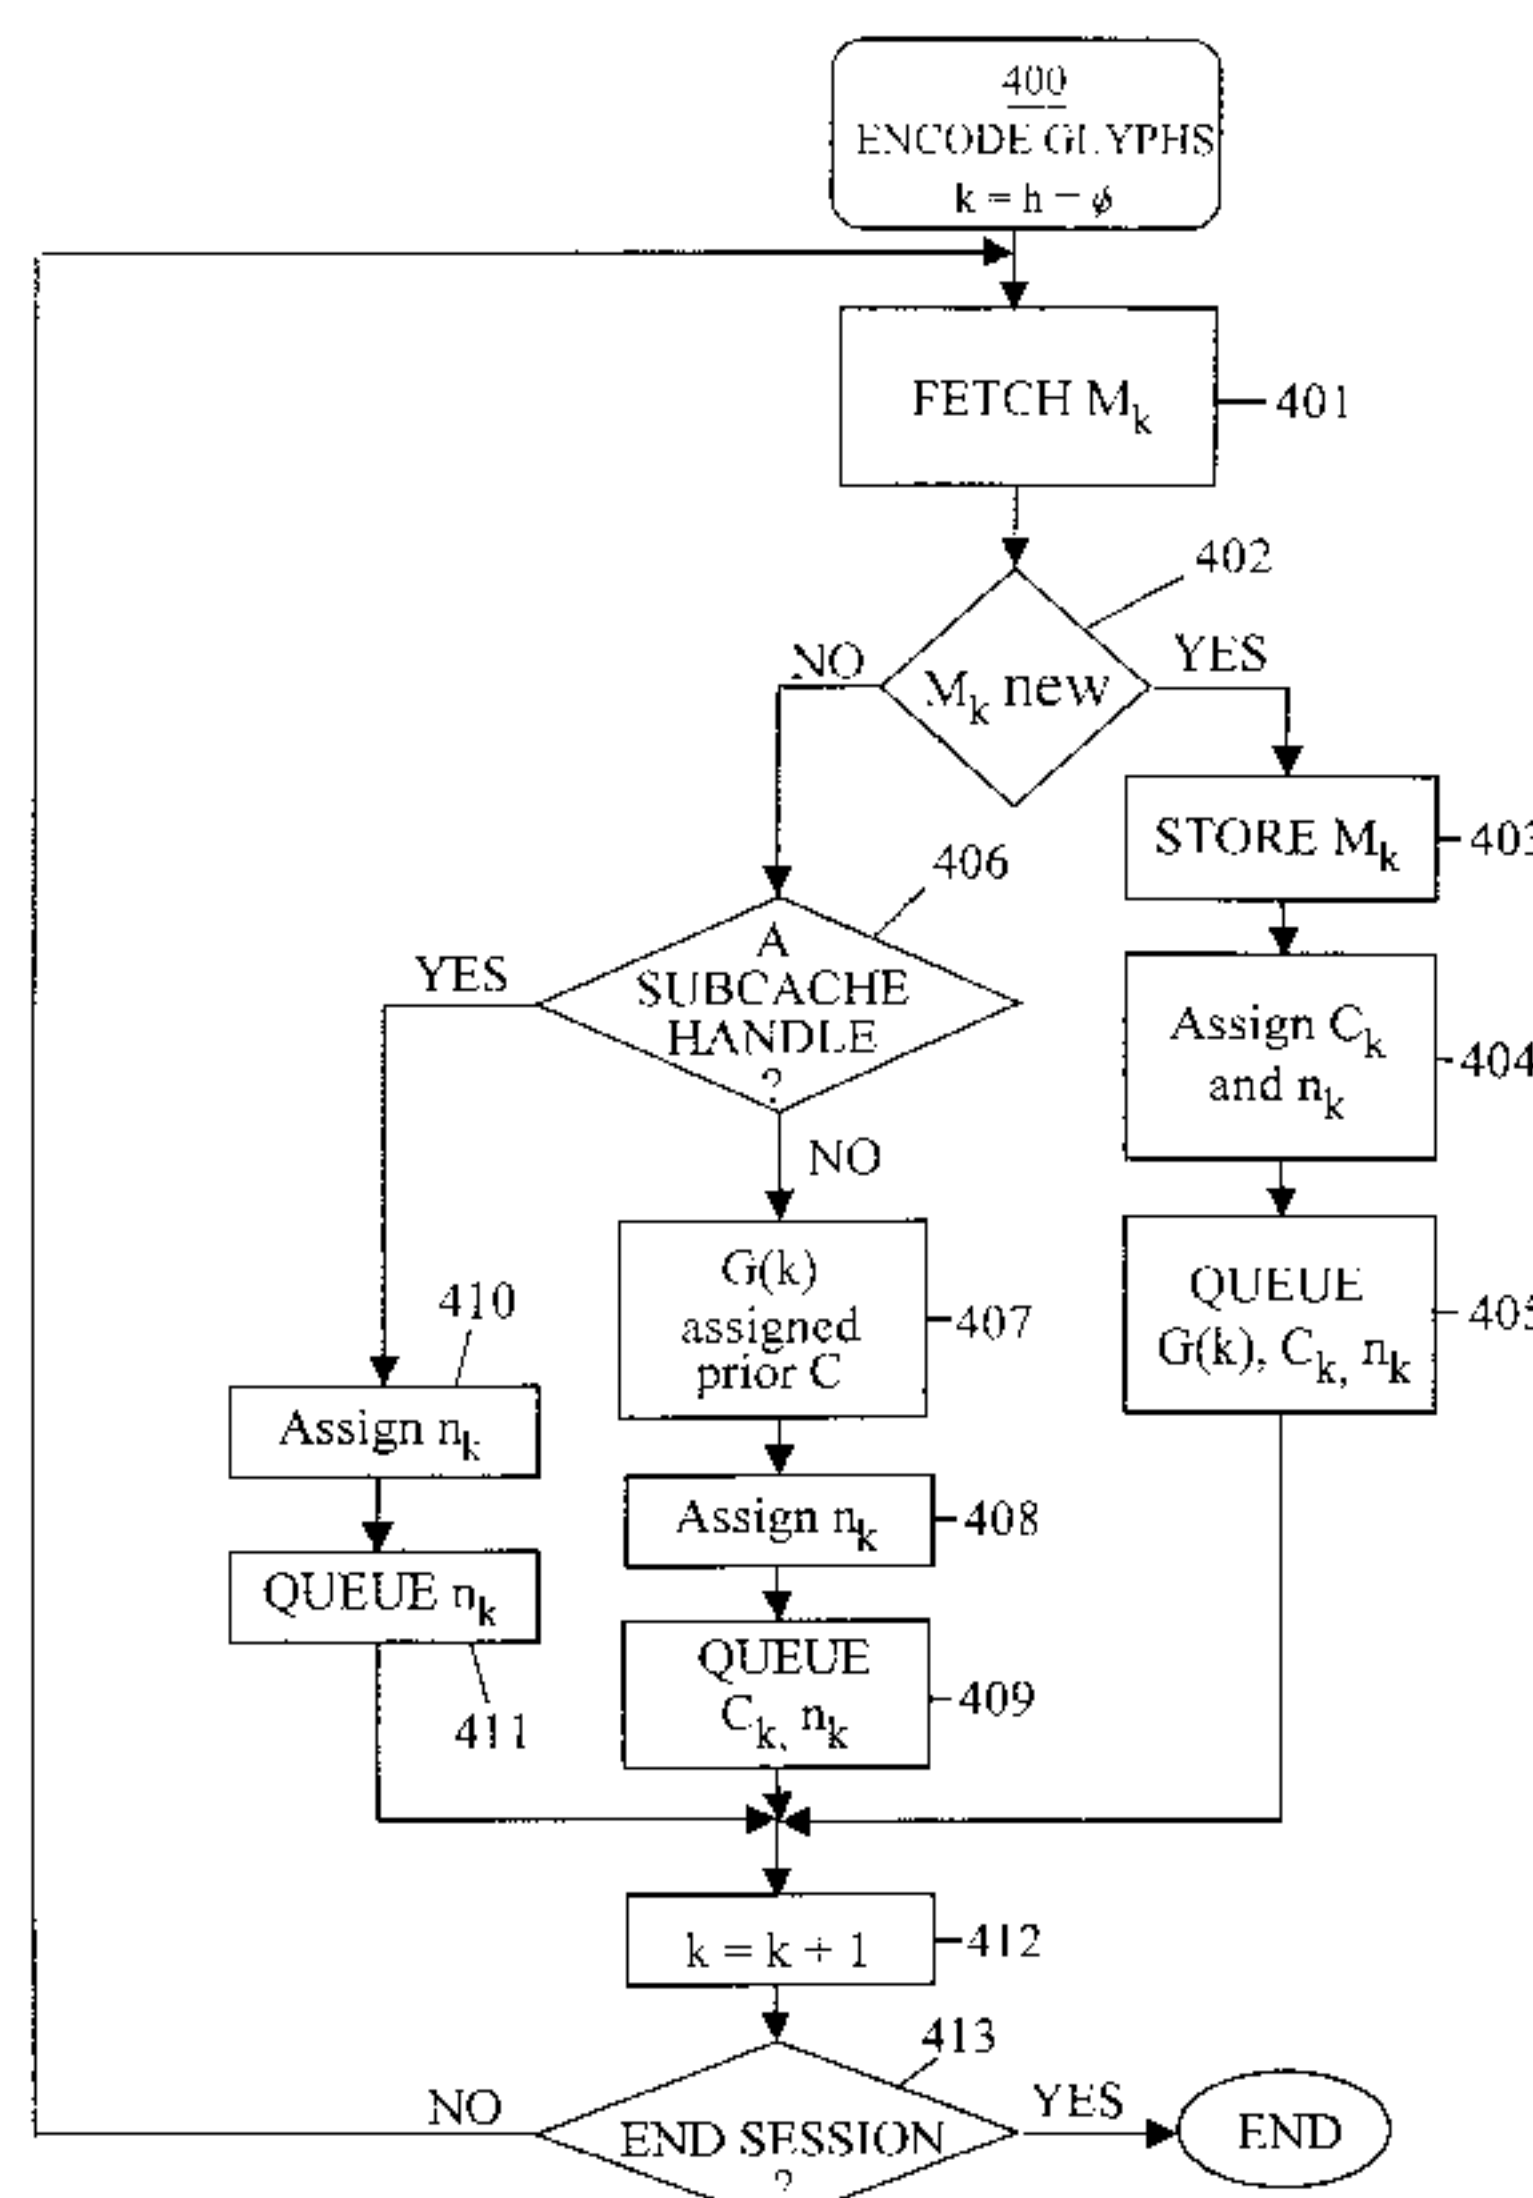 400
ENCODE GLYPHS
k = h = ϕ
FETCH Mk
401
402
NO
YES
Mk new
STORE Mk
403
406
A
SUBCACHE
HANDLE
?
YES
NO
Assign Ck
and nk
404
G(k)
assigned
prior C
407
QUEUE
G(k), Ck, nk
405
410
Assign nk
Assign nk
408
QUEUE nk
411
QUEUE
Ck, nk
409
k = k + 1
412
413
NO
END SESSION
?
YES
END